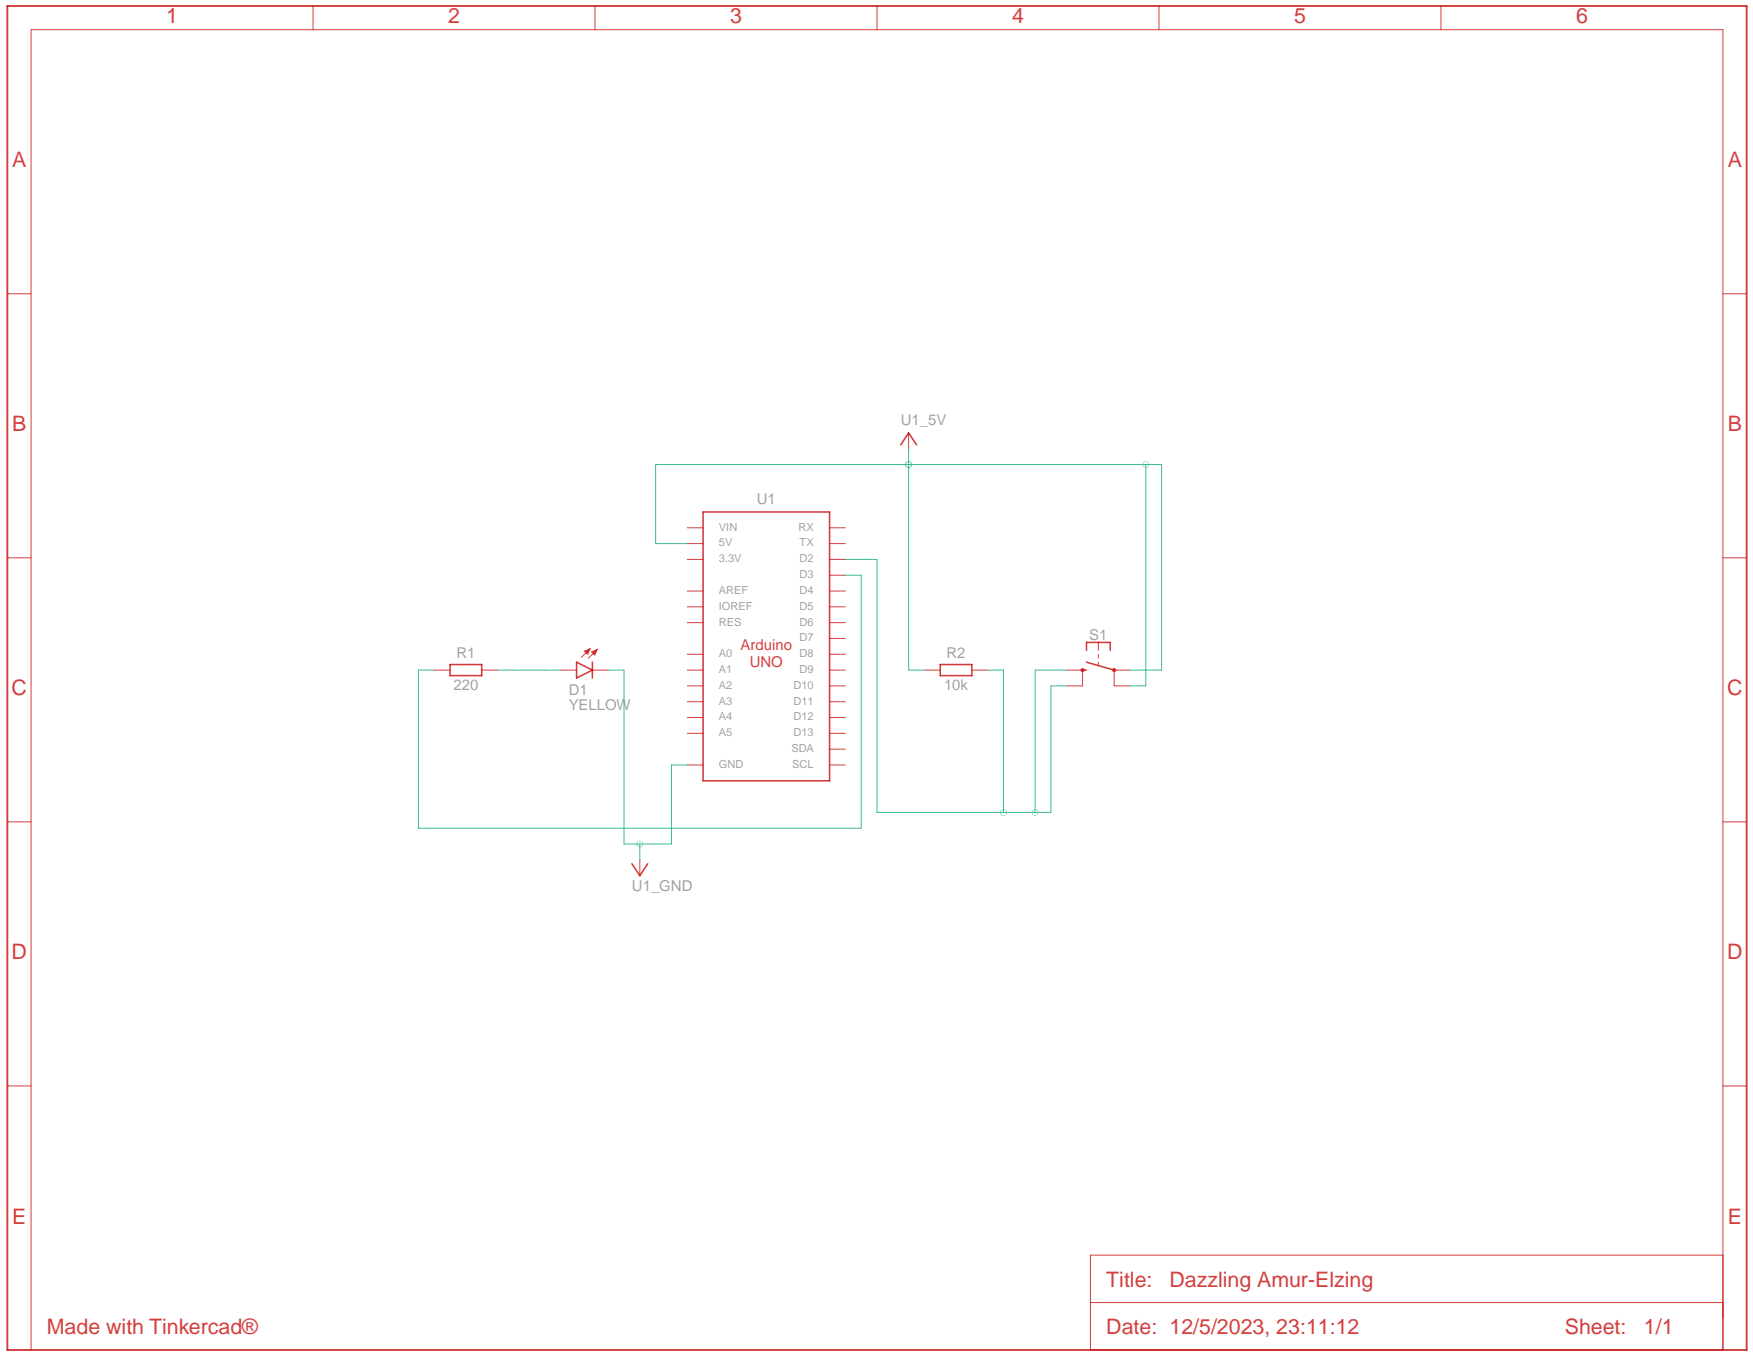 1 2 3 4 5 6
A A
B B
U1_5V
U1
VIN RX
5V TX
3.3V D2
D3
AREF D4
IOREF D5
RES D6
D7
S1
Arduino
UNO
R1
220
D1
YELLOW
A0 D8
A1 D9
A2 D10
A3 D11
A4 D12
A5 D13
SDA
GND SCL
R2
10k
C C
U1_GND
D D
E E
Title: Dazzling Amur-Elzing
Made with Tinkercad®
Date: 12/5/2023, 23:11:12 Sheet: 1/1